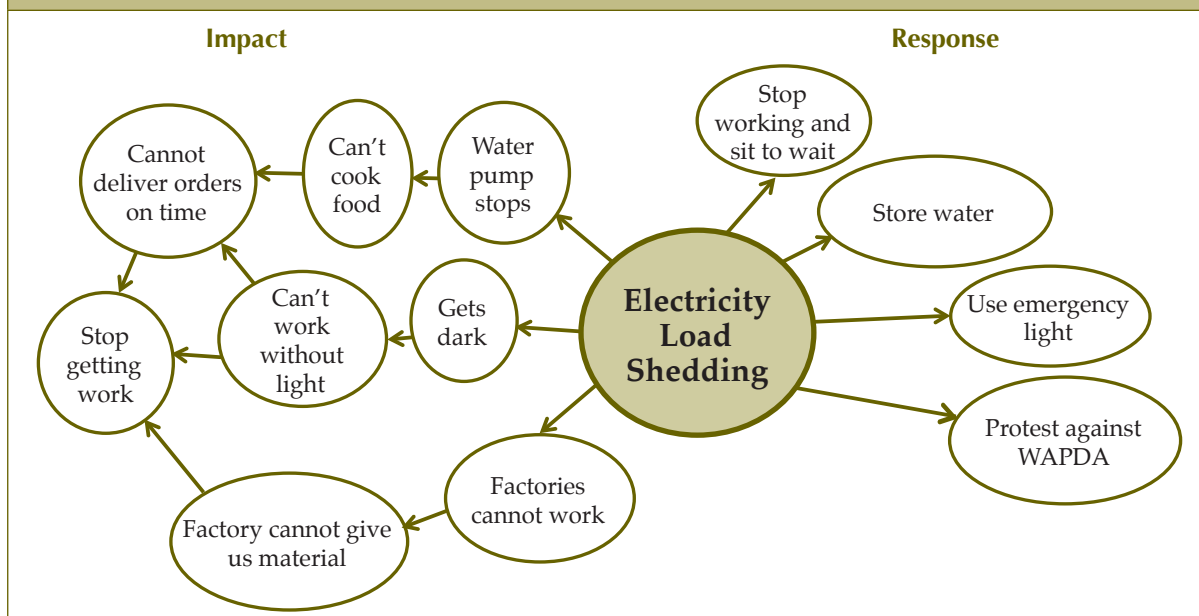 Impact
Response
Cannot
deliver orders
on time
Can't
cook
food
Water
pump
stops
Stop
getting
work
Can't
work
without
light
Gets
dark
Factory cannot give
us material
Factories
cannot work
Electricity
Load
Shedding
Stop
working and
sit to wait
Store water
Use emergency
light
Protest against
WAPDA